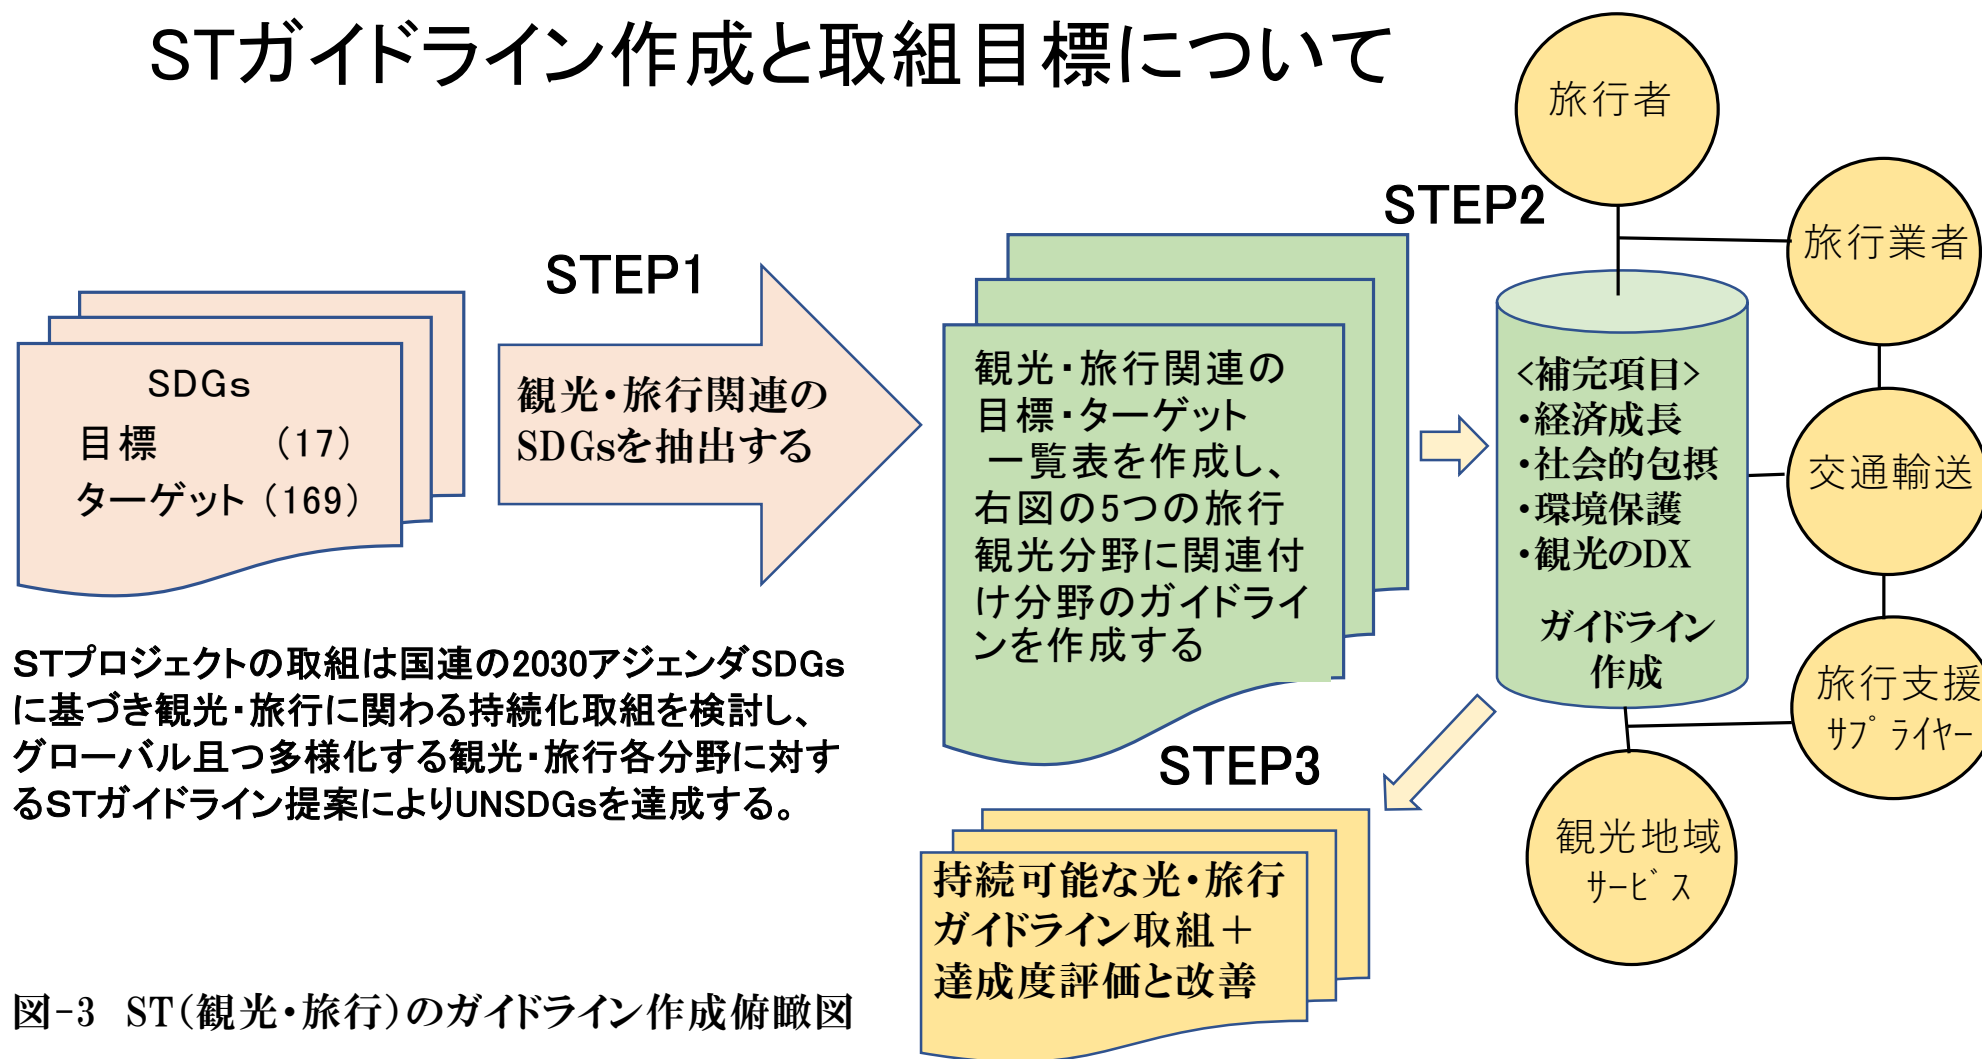 STガイドライン作成と取組目標について
旅行者
STEP2
旅行業者
STEP1
SDGs
目標 (17)
ターゲット (169)
観光・旅行関連の
SDGsを抽出する
観光・旅行関連の
目標・ターゲット
一覧表を作成し、
右図の5つの旅行
観光分野に関連付
け分野のガイドライ
ンを作成する
<補完項目>
・経済成長
・社会的包摂
・環境保護
・観光のDX
ガイドライン
作成
交通輸送
旅行支援
サプライヤー
観光地域
サービス
STプロジェクトの取組は国連の2030アジェンダSDGs
に基づき観光・旅行に関わる持続化取組を検討し、
グローバル且つ多様化する観光・旅行各分野に対す
るSTガイドライン提案によりUNSDGsを達成する。
STEP3
持続可能な光・旅行
ガイドライン取組＋
達成度評価と改善
図-3 ST(観光・旅行)のガイドライン作成俯瞰図